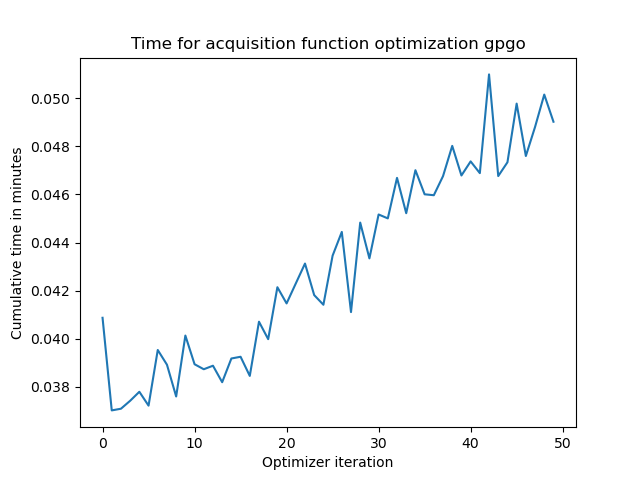 Time for acquisition function optimization gpgo
0.050
0.048
0.046
0.044
0.042
0.040
0.038
Cumulative time in minutes
0 10 20 30 40 50
Optimizer iteration